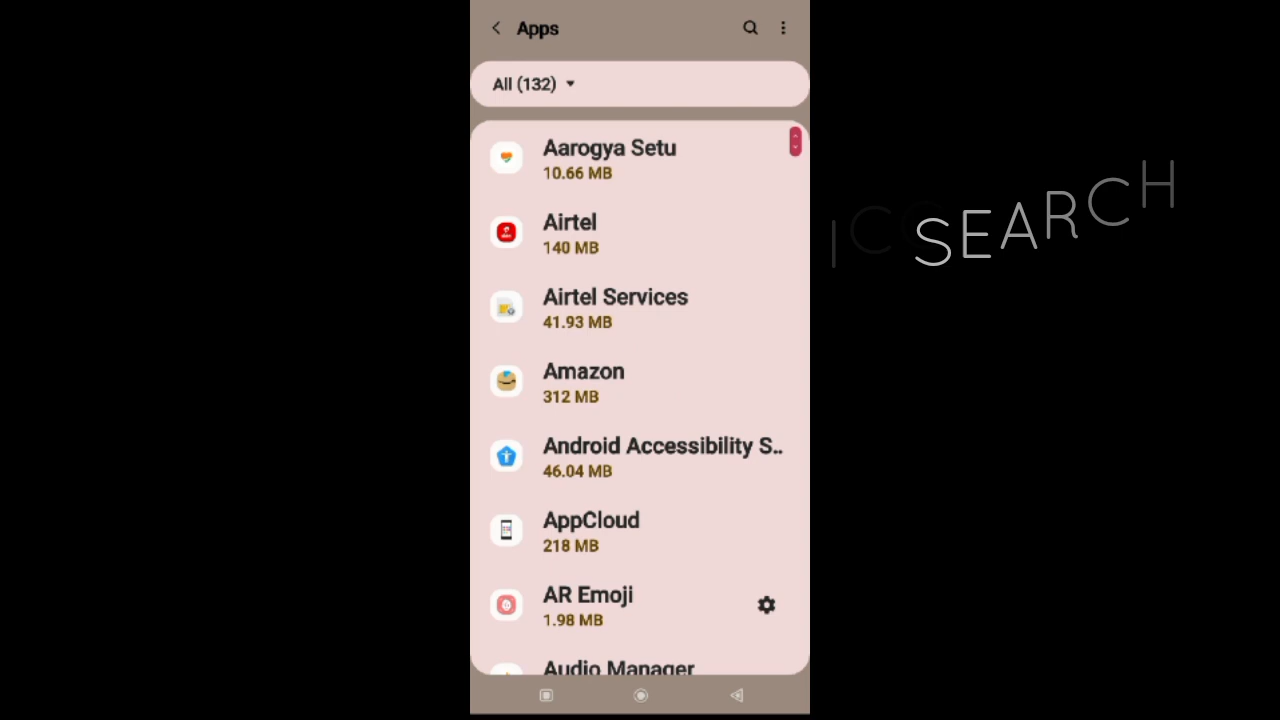 Apps
All (132)
Aarogya Setu
10.66 MB
Airtel
140 MB
Airtel Services
41.93 MB
Amazon
312 MB
Android Accessibility S..
46.04 MB
AppCloud
218 MB
AR Emoji
1.98 MB
Audio Manager
SEARCH